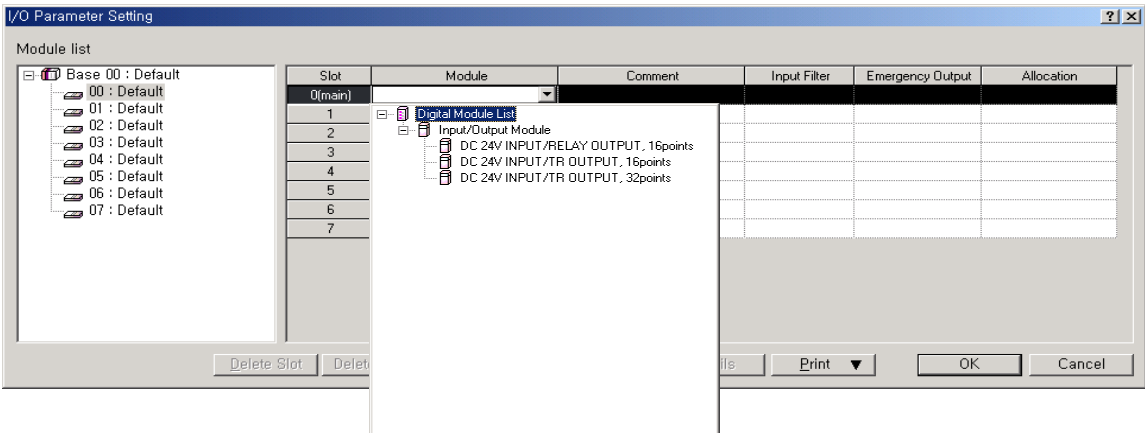 I/O Parameter Setting
Module list
Base 00 : Default
00 : Default
01 : Default
02 : Default
03 : Default
04 : Default
05 : Default
06 : Default
07 : Default
Slot Module Comment Input Filter Emergency Output Allocation
0(main)
1
2
3
4
5
6
7
Digital Module List
Input/Output Module
DC 24V INPUT/RELAY OUTPUT, 16points
DC 24V INPUT/TR OUTPUT, 16points
DC 24V INPUT/TR OUTPUT, 32points
Delete Slot Delet ils Print ▼ OK Cancel